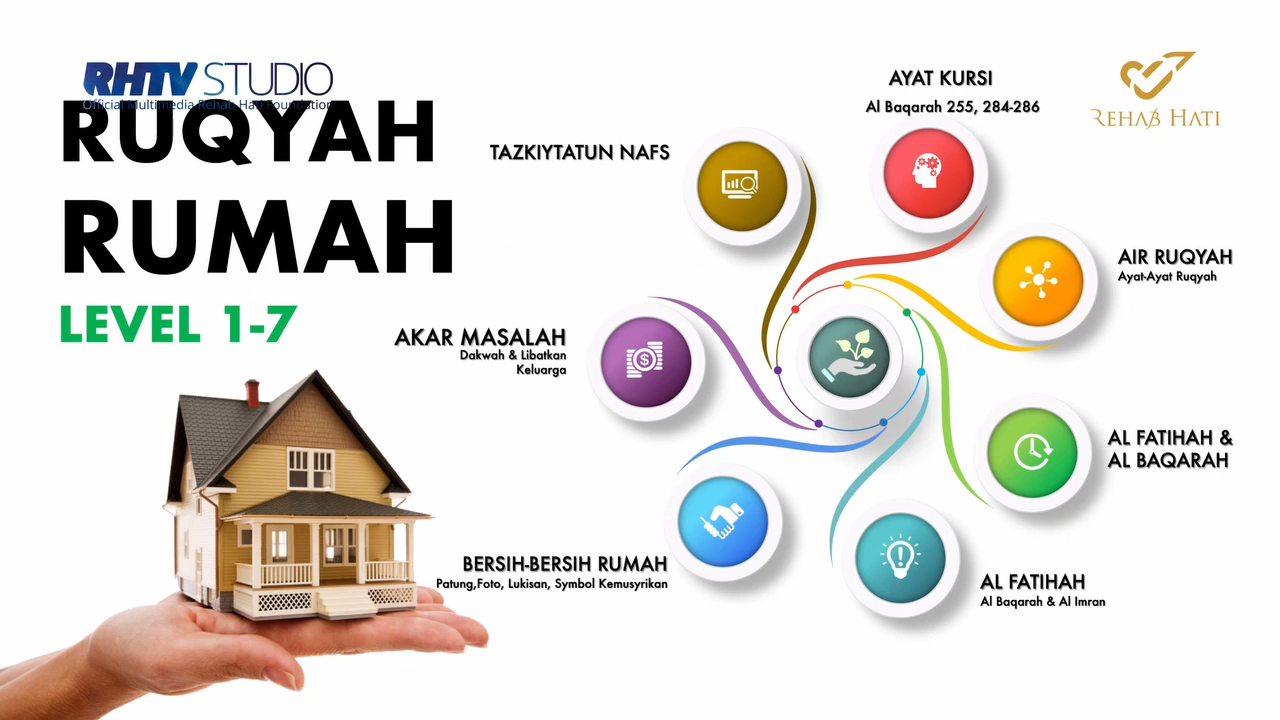 RHTV STUDIO
Official Multimedia Rehab Hati Foundation
RUQYAH
RUMAH
LEVEL 1-7
TAZKIYTATUN NAFS
AYAT KURSI
Al Baqarah 255, 284-286
REHAB HATI
AIR RUQYAH
Ayat-Ayat Ruqyah
AKAR MASALAH
Dakwah & Libatkan
Keluarga
AL FATIHAH &
AL BAQARAH
BERSIH-BERSIH RUMAH
Patung,Foto, Lukisan, Symbol Kemusyrikan
AL FATIHAH
Al Baqarah & Al Imran